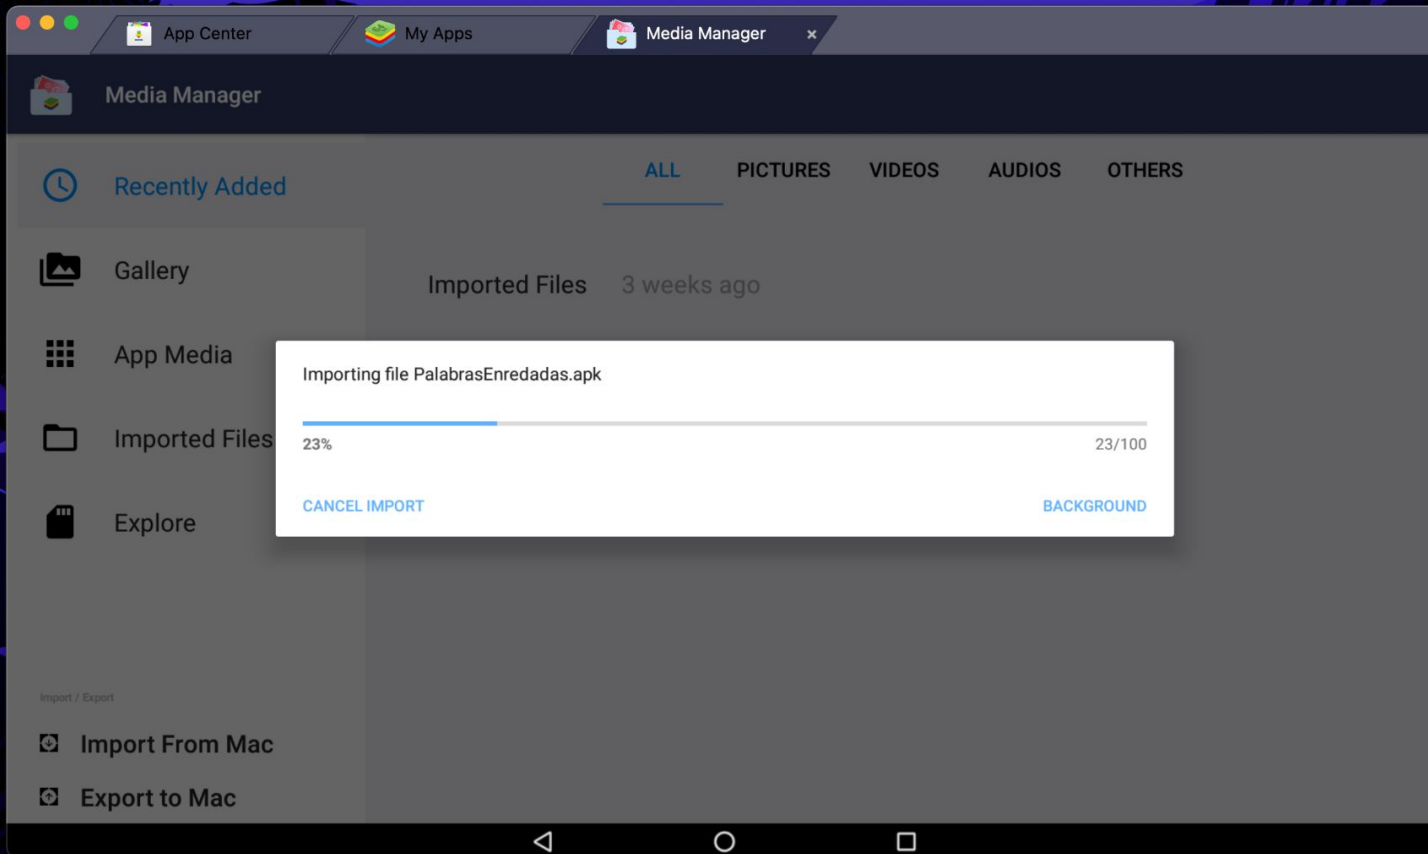 App Center
My Apps
Media Manager
Media Manager
Recently Added
Gallery
App Media
Imported Files
Explore
Import / Export
Import From Mac
Export to Mac
ALL PICTURES VIDEOS AUDIOS OTHERS
Imported Files 3 weeks ago
Importing file PalabrasEnredadas.apk
23% 23/100
CANCEL IMPORT BACKGROUND